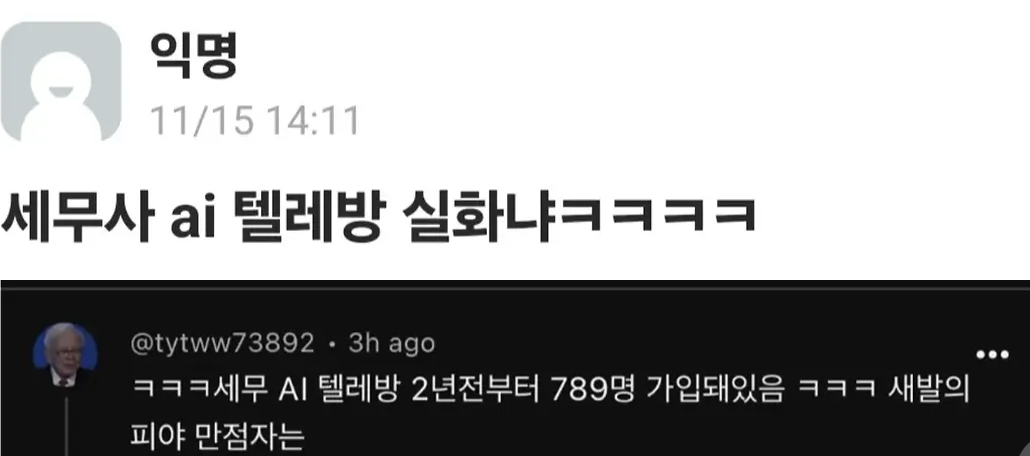 익명
11/15 14:11
세무사 ai 텔레방 실화냐ㅋㅋㅋㅋ
@tytww73892 • 3h ago
ㅋㅋㅋ세무 AI 텔레방 2년전부터 789명 가입돼있음 ㅋㅋㅋ 새발의
피야 만점자는